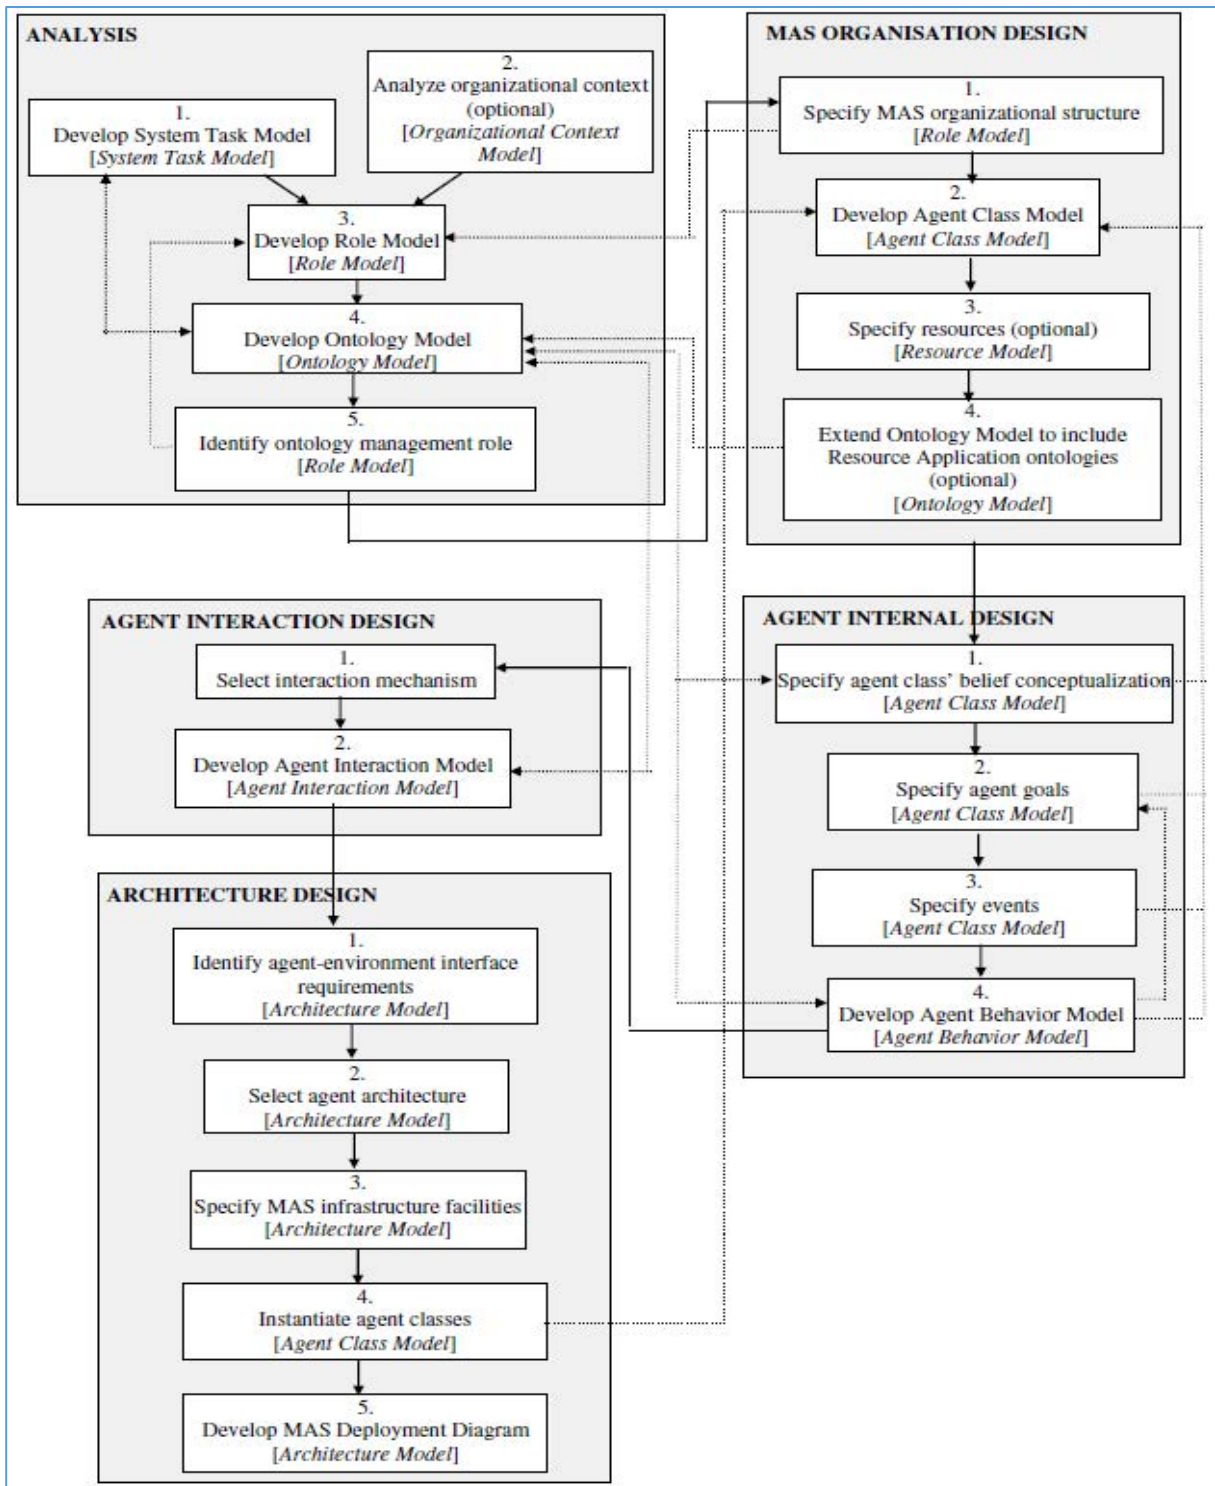 ANALYSIS
1.
Develop System Task Model
[System Task Model]
2.
Analyze organizational context
(optional)
[Organizational Context
Model]
3.
Develop Role Model
[Role Model]
4.
Develop Ontology Model
[Ontology Model]
5.
Identify ontology management role
[Role Model]
MAS ORGANISATION DESIGN
1.
Specify MAS organizational structure
[Role Model]
2.
Develop Agent Class Model
[Agent Class Model]
3.
Specify resources (optional)
[Resource Model]
4.
Extend Ontology Model to include
Resource Application ontologies
(optional)
[Ontology Model]
AGENT INTERACTION DESIGN
1.
Select interaction mechanism
2.
Develop Agent Interaction Model
[Agent Interaction Model]
AGENT INTERNAL DESIGN
1.
Specify agent class’ belief conceptualization
[Agent Class Model]
2.
Specify agent goals
[Agent Class Model]
3.
Specify events
[Agent Class Model]
4.
Develop Agent Behavior Model
[Agent Behavior Model]
ARCHITECTURE DESIGN
1.
Identify agent-environment interface
requirements
[Architecture Model]
2.
Select agent architecture
[Architecture Model]
3.
Specify MAS infrastructure facilities
[Architecture Model]
4.
Instantiate agent classes
[Agent Class Model]
5.
Develop MAS Deployment Diagram
[Architecture Model]